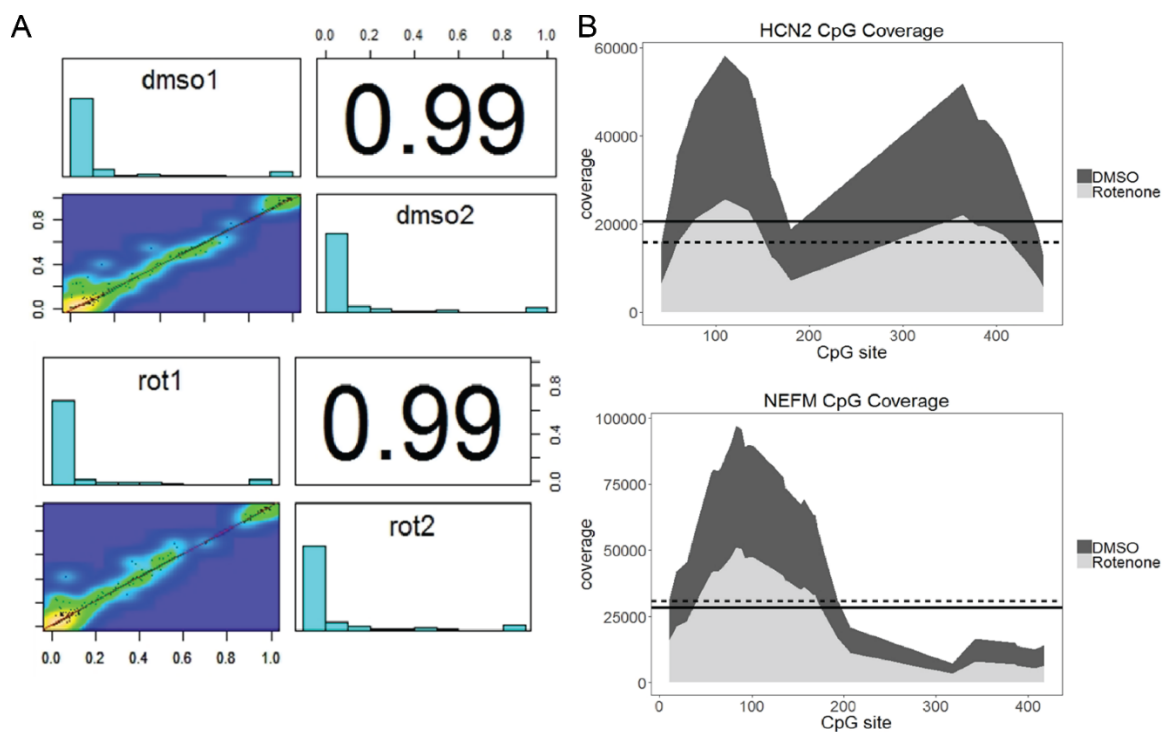 A
0.0 0.2 0.4 0.6 0.8 1.0
dmso1
0.99
0.0 0.4 0.8
dmso2
rot1
0.99
0.0 0.4 0.8
rot2
0.0 0.2 0.4 0.6 0.8 1.0
B
HCN2 CpG Coverage
60000
40000
20000
0
coverage
100 200 300 400
CpG site
DMSO
Rotenone
NEFM CpG Coverage
100000
75000
50000
25000
0
coverage
0 100 200 300 400
CpG site
DMSO
Rotenone